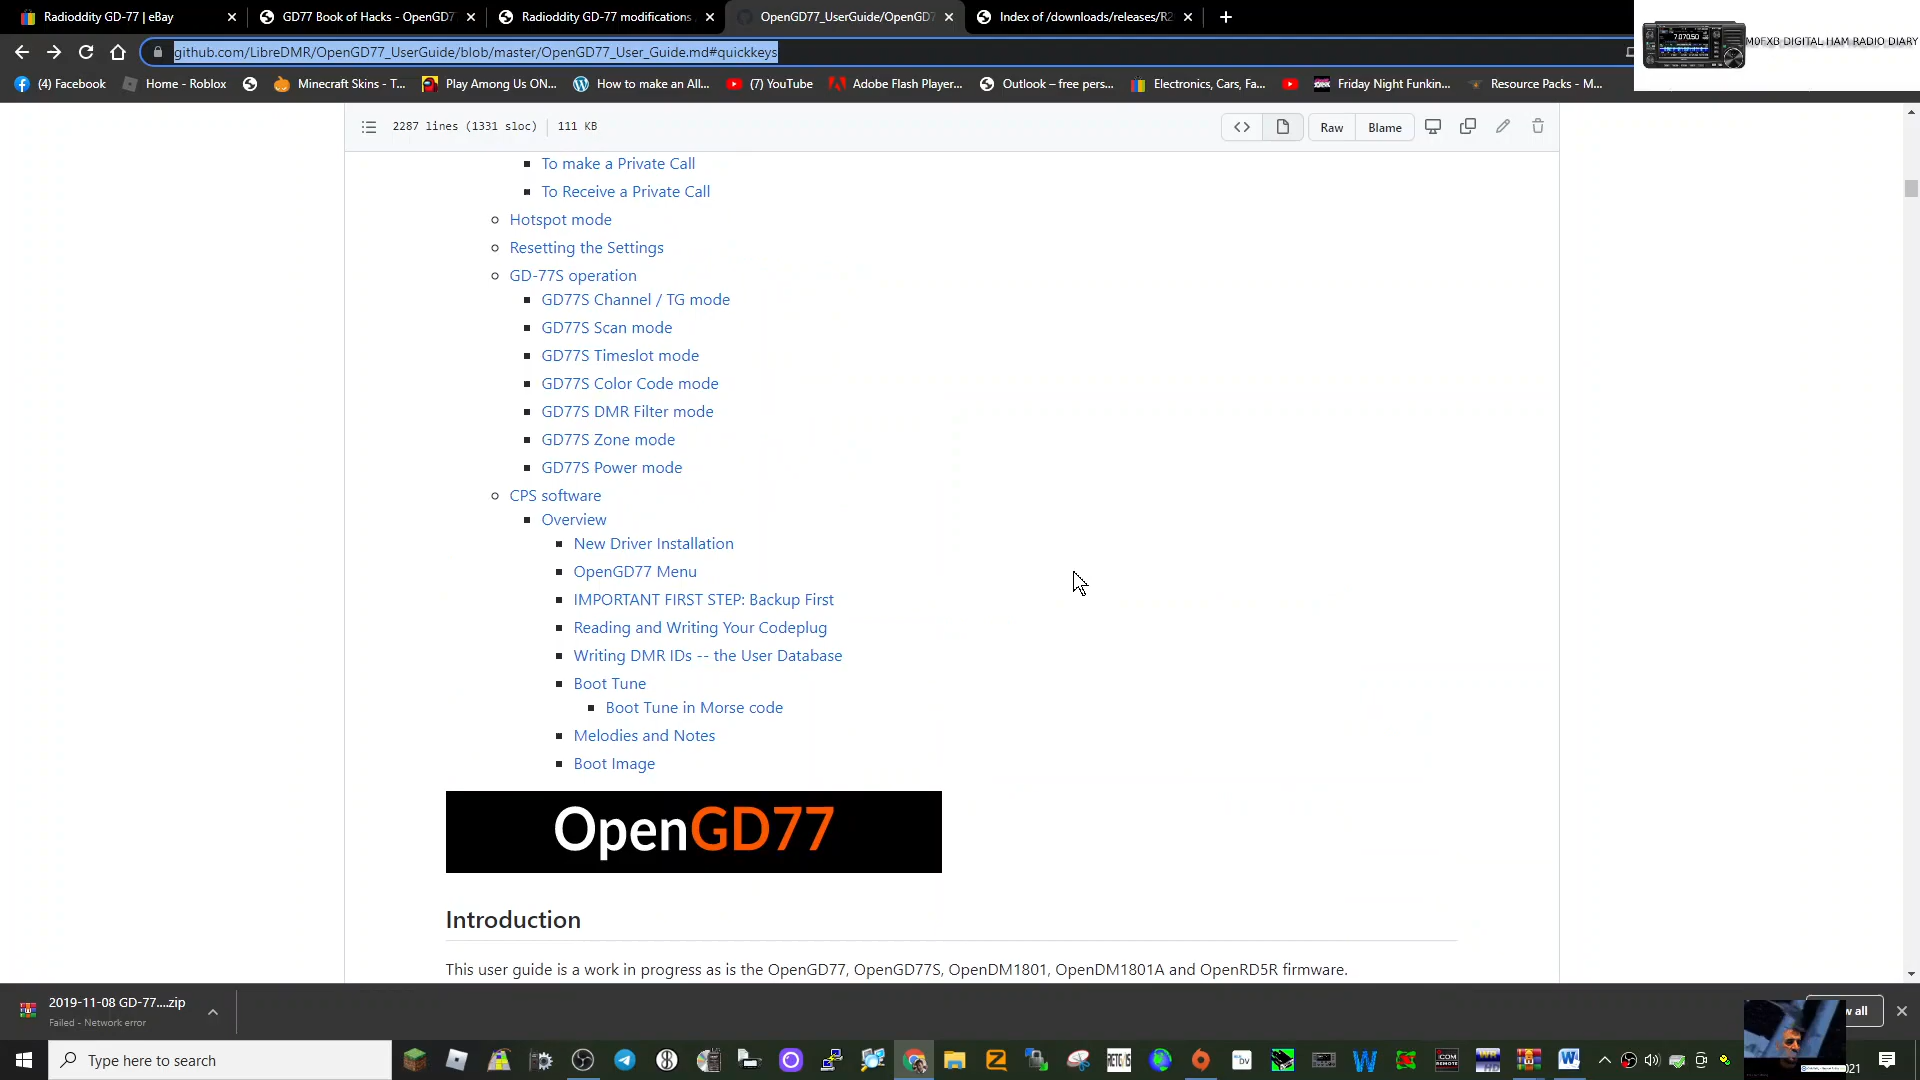 Radioddity GD-77 | eBay
GD77 Book of Hacks - OpenGD77
Radioddity GD-77 modifications
OpenGD77_UserGuide/OpenGD7
Index of /downloads/releases/R2
github.com/LibreDMR/OpenGD77_UserGuide/blob/master/OpenGD77_User_Guide.md#quickkeys
M0FXB DIGITAL HAM RADIO DIARY
(4) Facebook
Home - Roblox
Minecraft Skins - T...
Play Among Us ON...
How to make an All...
(7) YouTube
Adobe Flash Player...
Outlook – free pers...
Electronics, Cars, Fa...
Friday Night Funkin...
Resource Packs - M...
2287 lines (1331 sloc)
111 KB
Raw
Blame
To make a Private Call
To Receive a Private Call
Hotspot mode
Resetting the Settings
GD-77S operation
GD77S Channel / TG mode
GD77S Scan mode
GD77S Timeslot mode
GD77S Color Code mode
GD77S DMR Filter mode
GD77S Zone mode
GD77S Power mode
CPS software
Overview
New Driver Installation
OpenGD77 Menu
IMPORTANT FIRST STEP: Backup First
Reading and Writing Your Codeplug
Writing DMR IDs -- the User Database
Boot Tune
Boot Tune in Morse code
Melodies and Notes
Boot Image
OpenGD77
Introduction
This user guide is a work in progress as is the OpenGD77, OpenGD77S, OpenDM1801, OpenDM1801A and OpenRD5R firmware.
2019-11-08 GD-77....zip
Failed - Network error
all
Type here to search